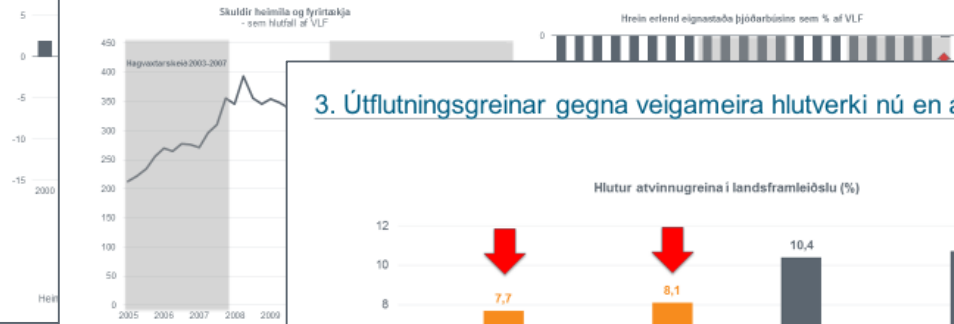 5
0
-5
-10
-15
2000
Heim
Skuldir heimila og fyrirtækja
- sem hlutfall af VLF
450
400
350
300
250
200
150
100
50
0
Hagvaxtarskeið 2003-2007
2005 2006 2007 2008 2009
Hrein erlend eignastaða þjóðarbúsins sem % af VLF
0
3. Útflutningsgreinar gegna veigameira hlutverki nú en
Hlutur atvinnugreina í landsframleiðslu (%)
12
10
8
7,7
8,1
10,4